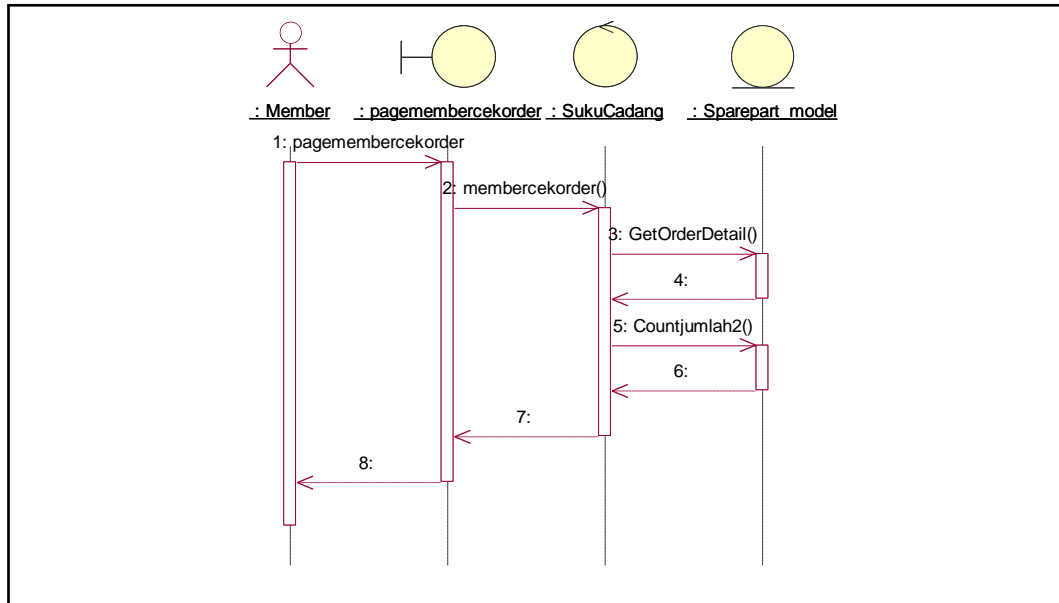 : Member : pagemembercekorder : SukuCadang : Sparepart_model
1: pagemembercekorder
2: membercekorder()
3: GetOrderDetail()
4:
5: Countjumlah2()
6:
7:
8: